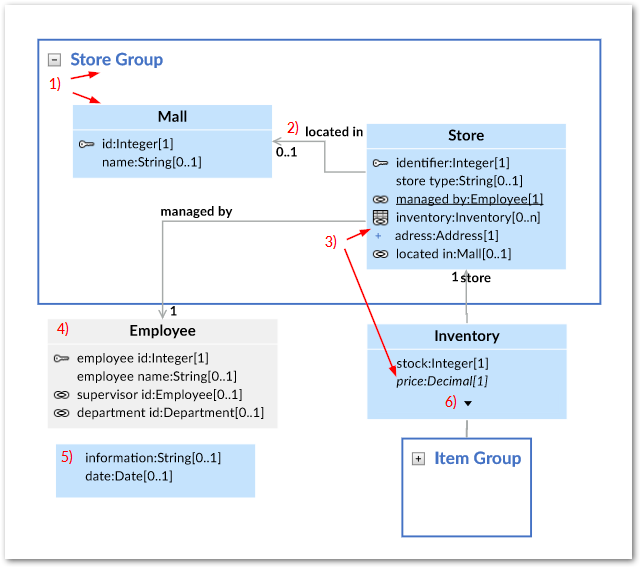 Store Group
1)
Mall
id:Integer[1]
name:String[0..1]
2)
located in
0..1
Store
identifier:Integer[1]
store type:String[0..1]
managed by:Employee[1]
inventory:Inventory[0..n]
adress:Address[1]
located in:Mall[0..1]
managed by
3)
1 store
1
4)
Employee
employee id:Integer[1]
employee name:String[0..1]
supervisor id:Employee[0..1]
department id:Department[0..1]
Inventory
stock:Integer[1]
price:Decimal[1]
6)
5)
information:String[0..1]
date:Date[0..1]
Item Group